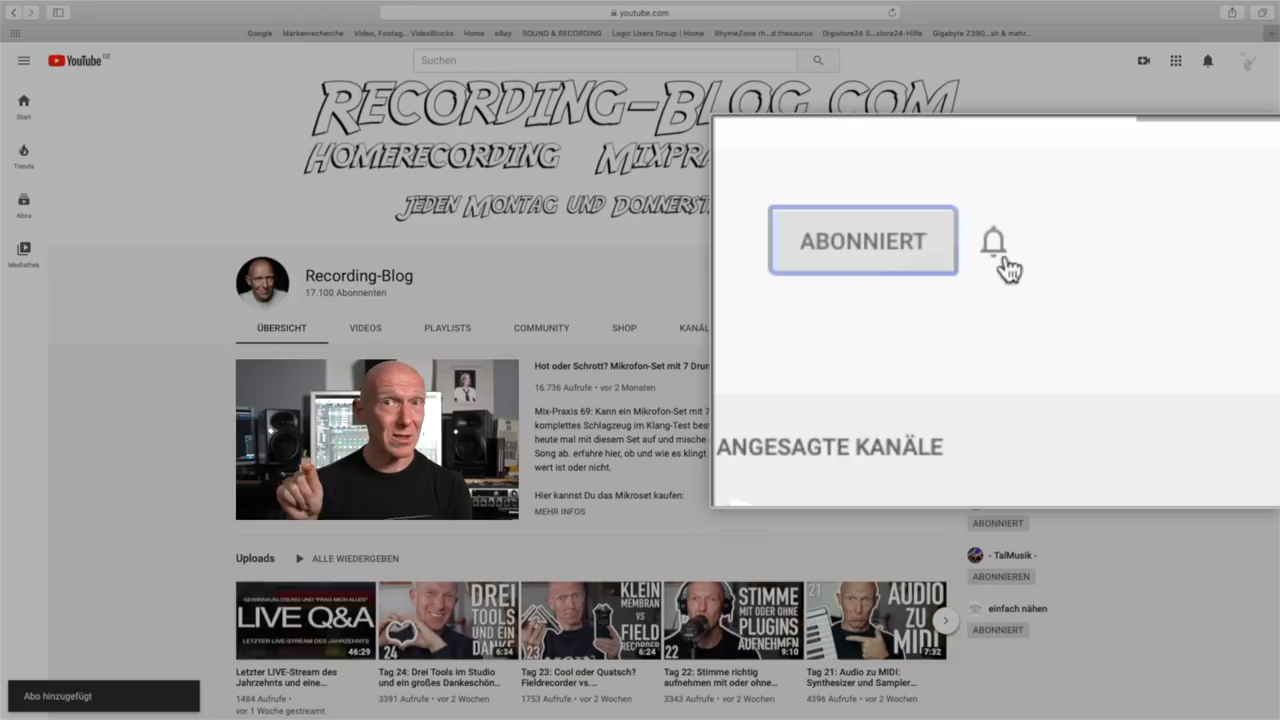 youtube.com
Google
Markenrecherche
Video, Footag... VideoBlocks
Home
eBay
SOUND & RECORDING
Logic Users Group | Home
RhymeZone rh...d thesaurus
Digistore24 S...store24-Hilfe
Gigabyte Z390...sh & mehr...
YouTube DE
Suchen
Start
Trends
Abos
Mediathek
RECORDING-BLOG.COM
HOMERECORDING MIXPRA
JEDEN MONTAG UND DONNERST
ABONNIERT
ANGESAGTE KANÄLE
Recording-Blog
17.100 Abonnenten
ÜBERSICHT
VIDEOS
PLAYLISTS
COMMUNITY
SHOP
KANÄL
Hot oder Schrott? Mikrofon-Set mit 7 Drum
16.736 Aufrufe • vor 2 Monaten
Mix-Praxis 69: Kann ein Mikrofon-Set mit 7
komplettes Schlagzeug im Klang-Test best
heute mal mit diesem Set auf und mische
Song ab. erfahre hier, ob und wie es klingt
wert ist oder nicht.
Hier kannst Du das Mikroset kaufen:
MEHR INFOS
ABONNIERT
- TalMusik -
ABONNIEREN
einfach nähen
ABONNIERT
Uploads
ALLE WIEDERGEBEN
GEWINNAUSLOSUNG UND "FRAG MICH ALLES"
LIVE Q&A
LETZTER LIVE-STREAM DES JAHRZEHNTS
46:29
DREI
TOOLS
UND EIN
DANKE
24
6:34
KLEIN
MEMBRAN
VS
FIELD
RECORDER
23
6:24
STIMME
MIT ODER OHNE
PLUGINS
AUFNEHMEN
22
9:10
21
AUDIO
ZU
MIDI
7:32
Letzter LIVE-Stream des
Jahrzehnts und eine...
1484 Aufrufe •
vor 1 Woche gestreamt
Tag 24: Drei Tools im Studio
und ein großes Dankeschön...
3391 Aufrufe • vor 2 Wochen
Tag 23: Cool oder Quatsch?
Fieldrecorder vs....
1753 Aufrufe • vor 2 Wochen
Tag 22: Stimme richtig
aufnehmen mit oder ohne...
3343 Aufrufe • vor 2 Wochen
Tag 21: Audio zu MIDI:
Synthesizer und Sampler...
4396 Aufrufe • vor 2 Wochen
Abo hinzugefügt